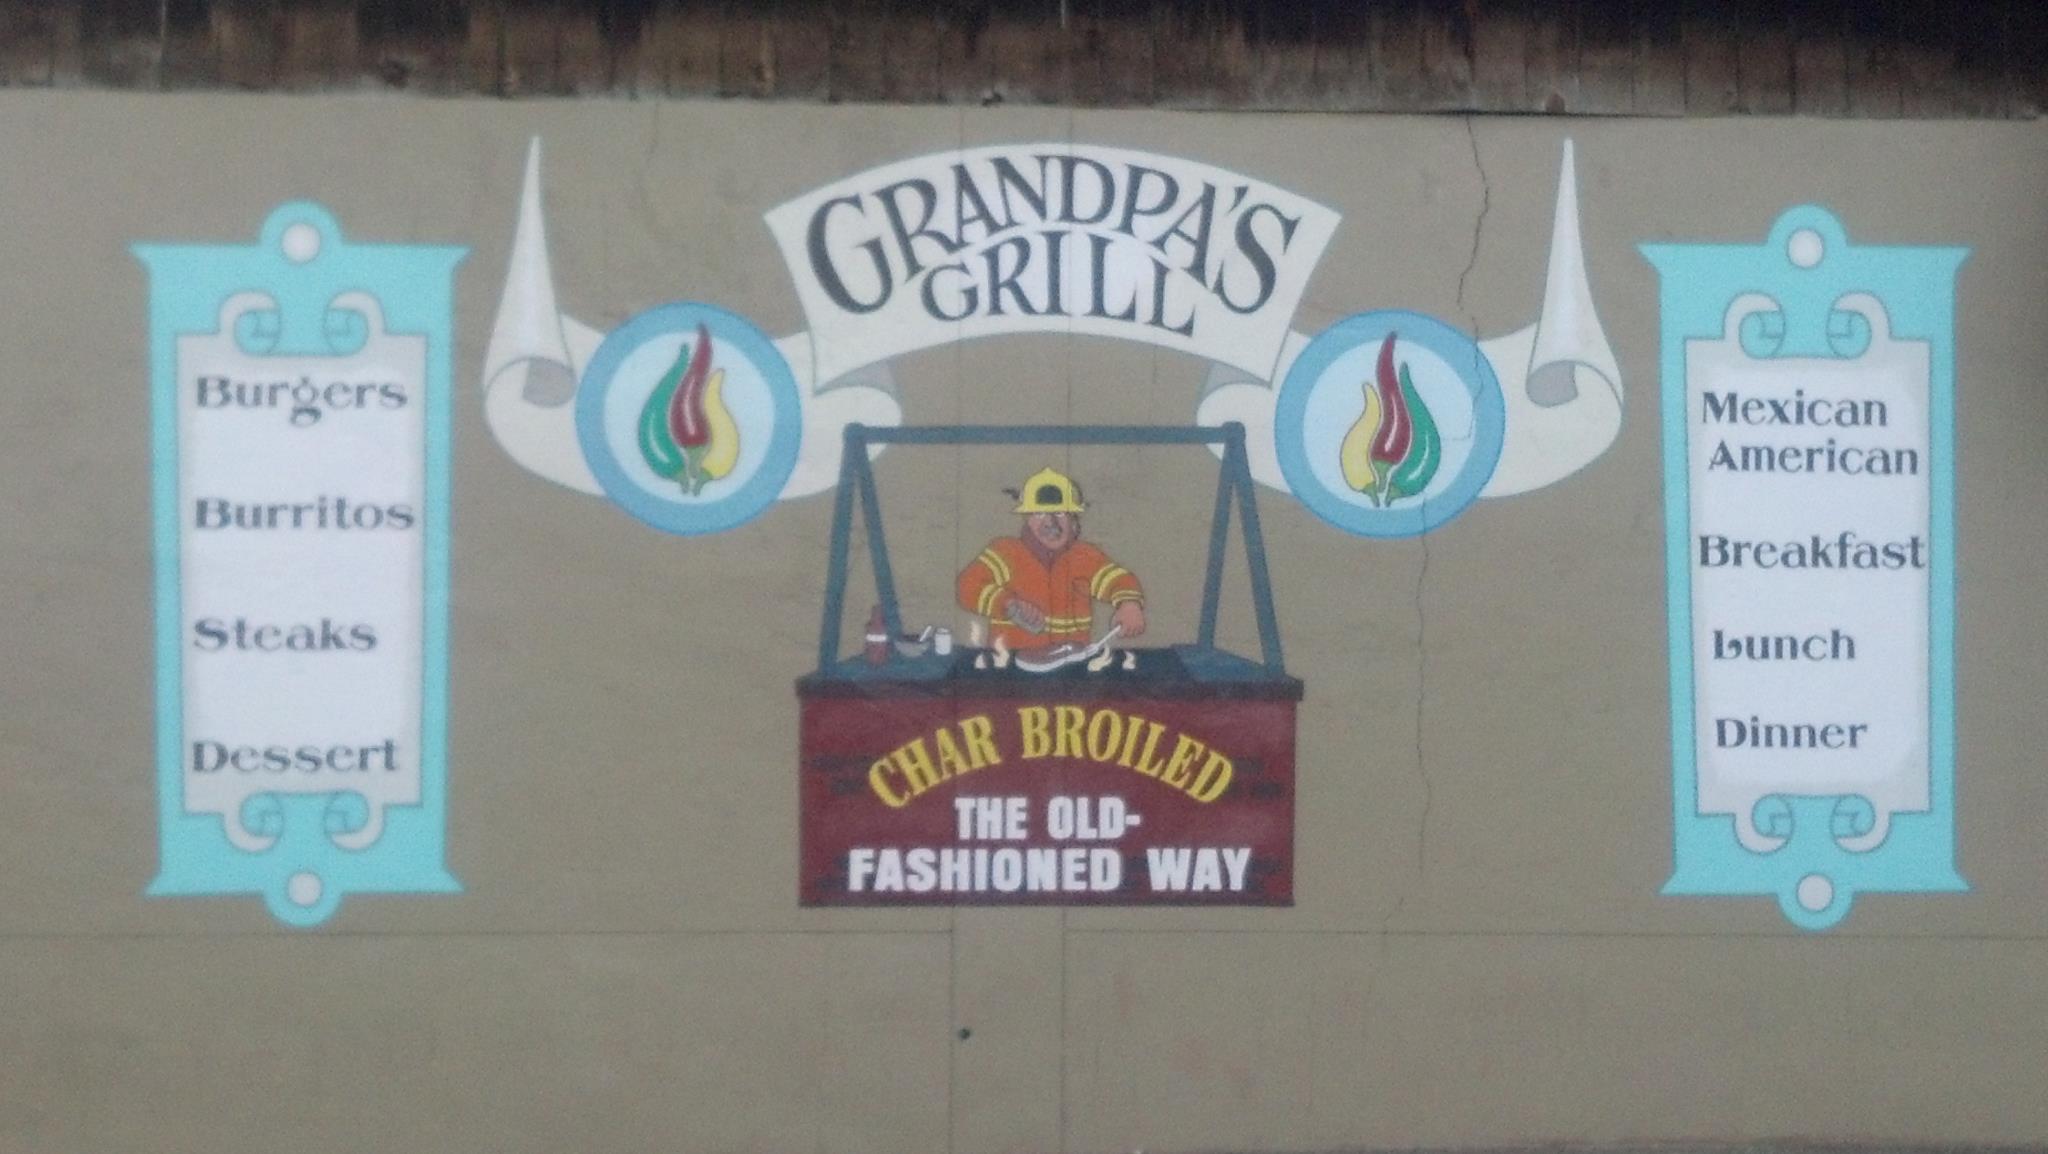 GRANDPA'S
GRILL
Burgers
Burritos
Steaks
Dessert
CHAR BROILED
THE OLD-
FASHIONED WAY
Mexican
American
Breakfast
Lunch
Dinner